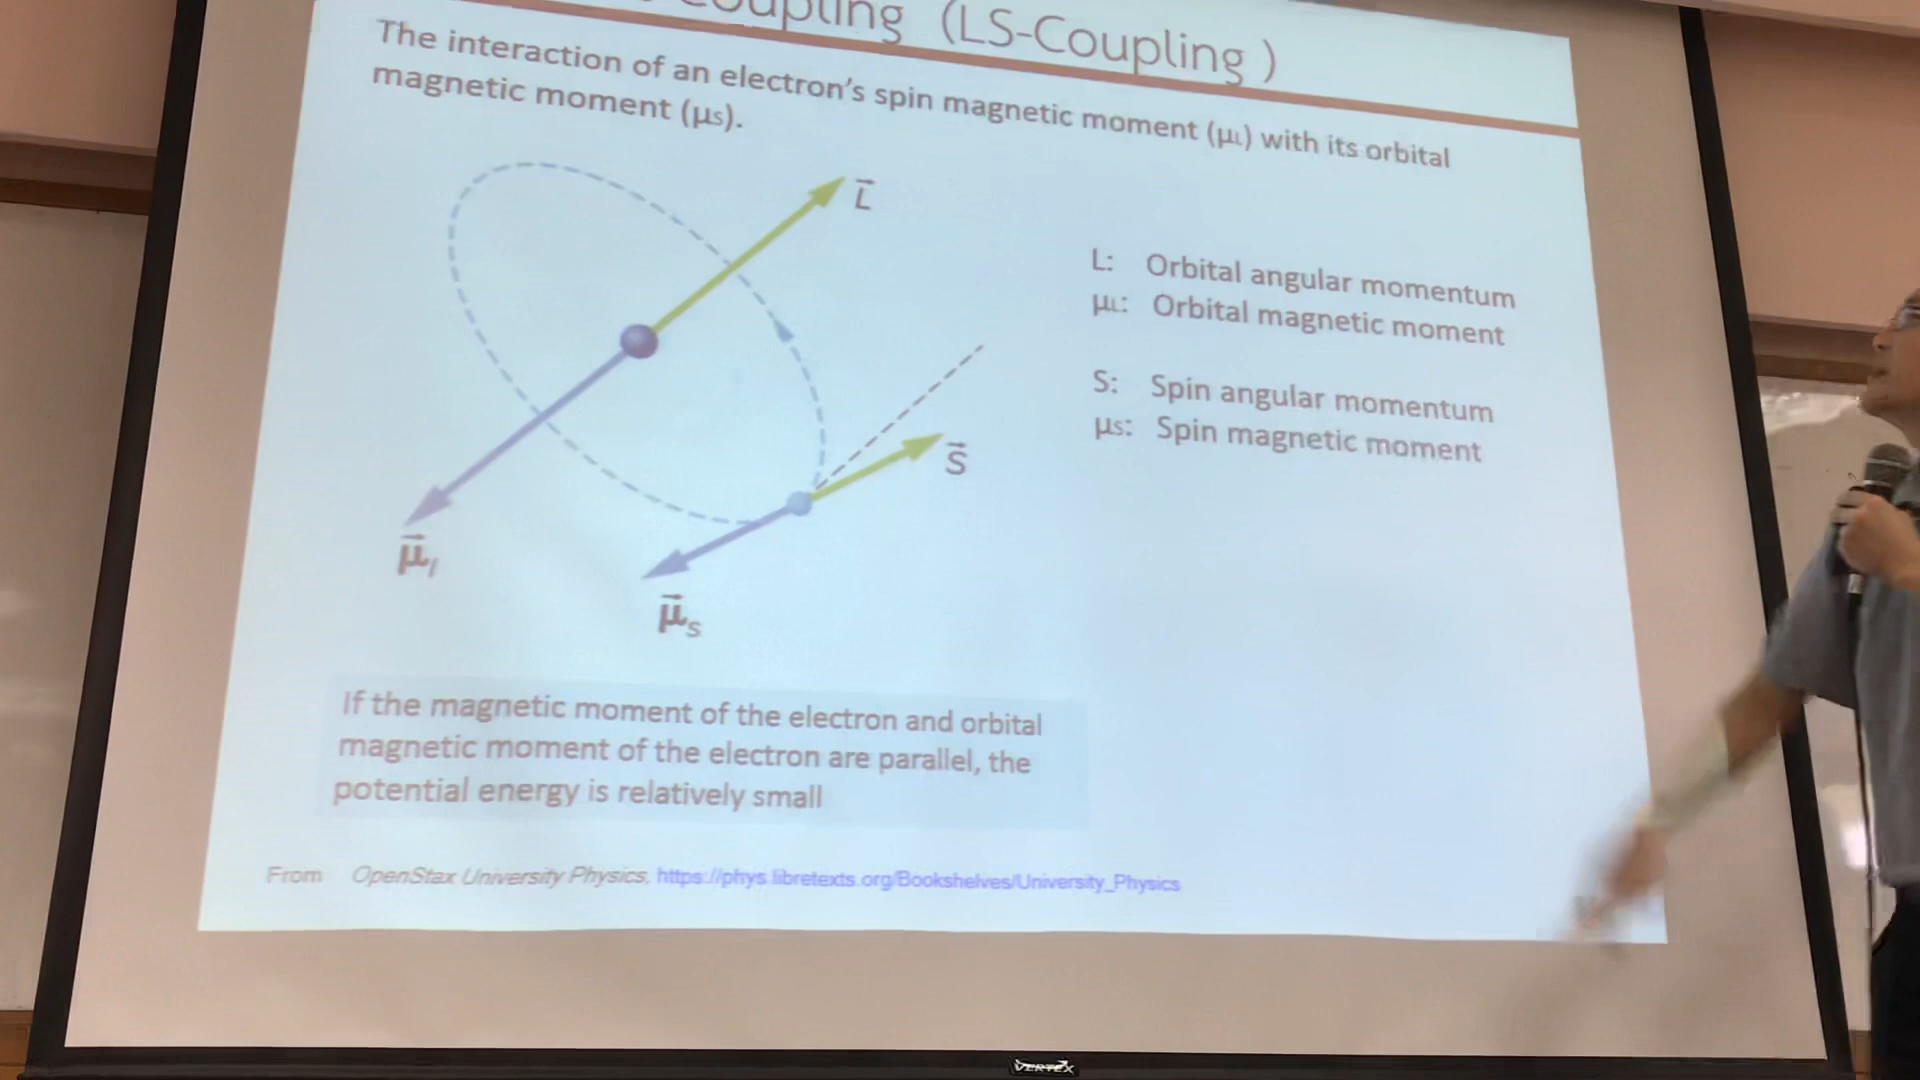 Coupling (LS-Coupling )
The interaction of an electron's spin magnetic moment (μL) with its orbital
magnetic moment (μs).
L
L: Orbital angular momentum
μL: Orbital magnetic moment
S: Spin angular momentum
μs: Spin magnetic moment
S
μl
μs
If the magnetic moment of the electron and orbital
magnetic moment of the electron are parallel, the
potential energy is relatively small
From OpenStax University Physics, https://phys.libretexts.org/Bookshelves/University_Physics
VERTEX